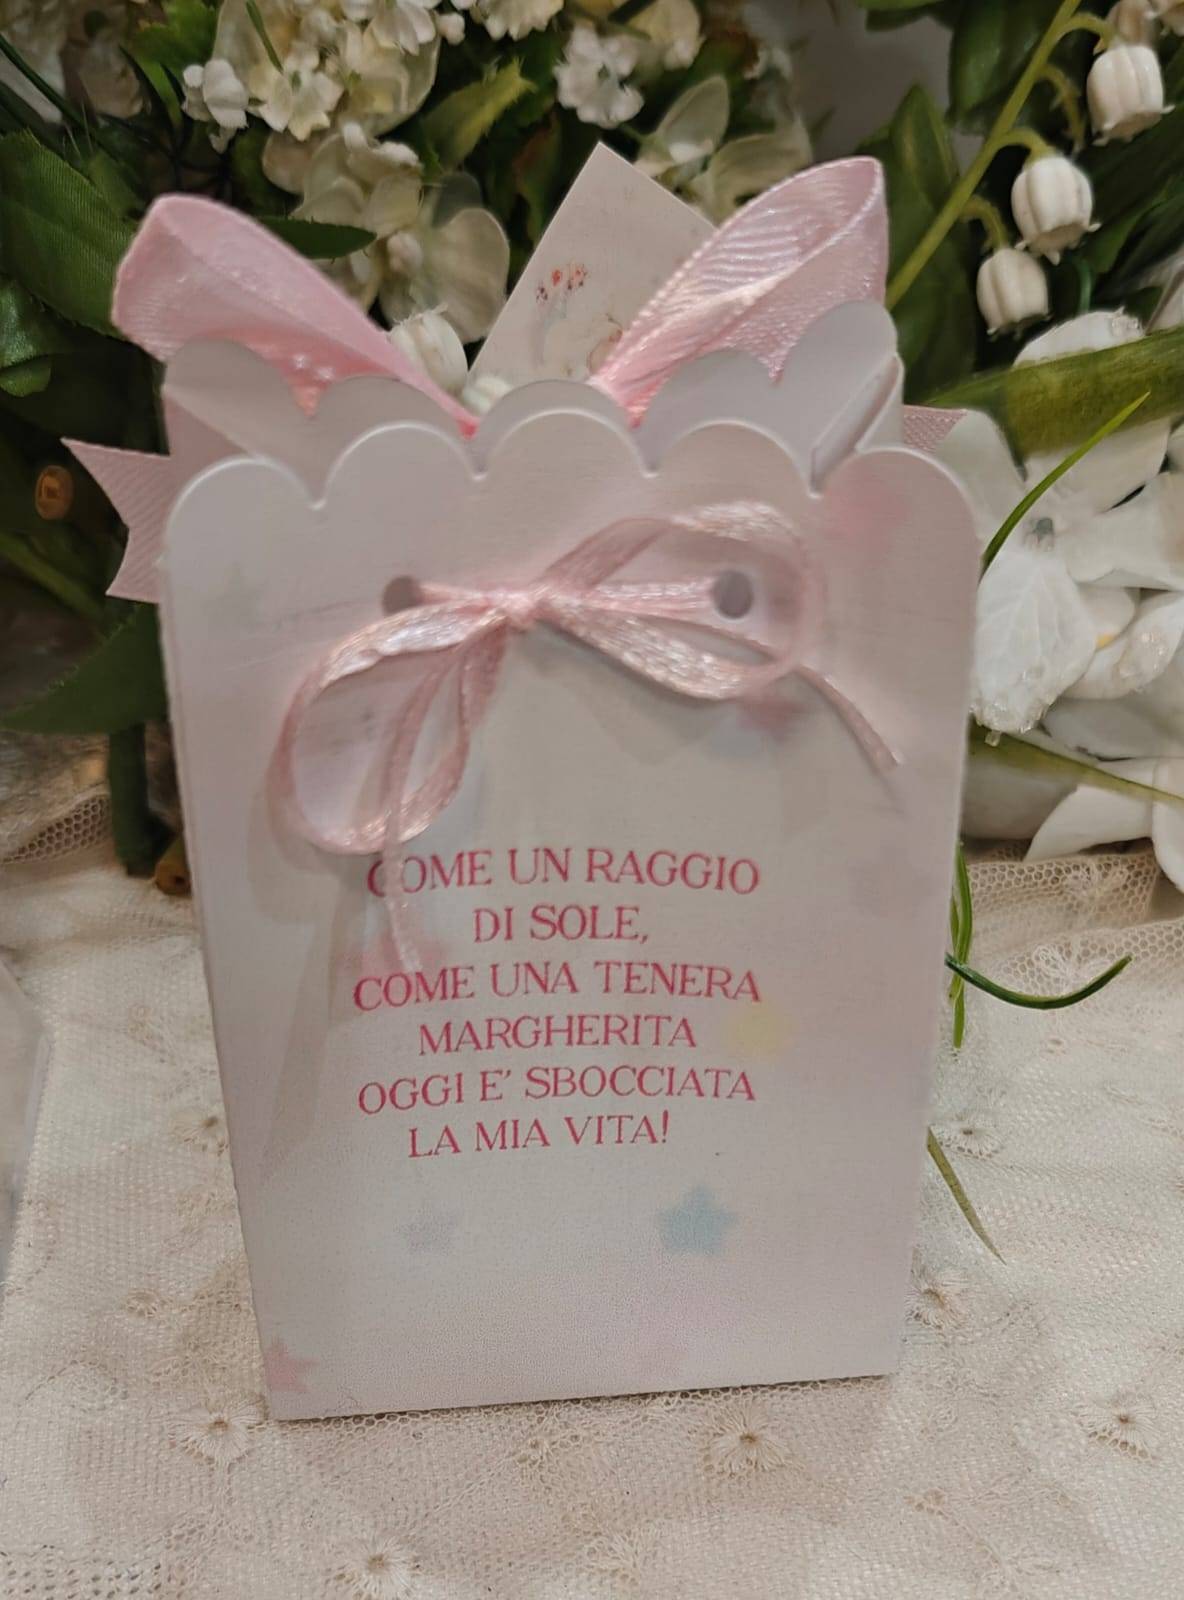 COME UN RAGGIO
DI SOLE,
COME UNA TENERA
MARGHERITA
OGGI E' SBOCCIATA
LA MIA VITA!